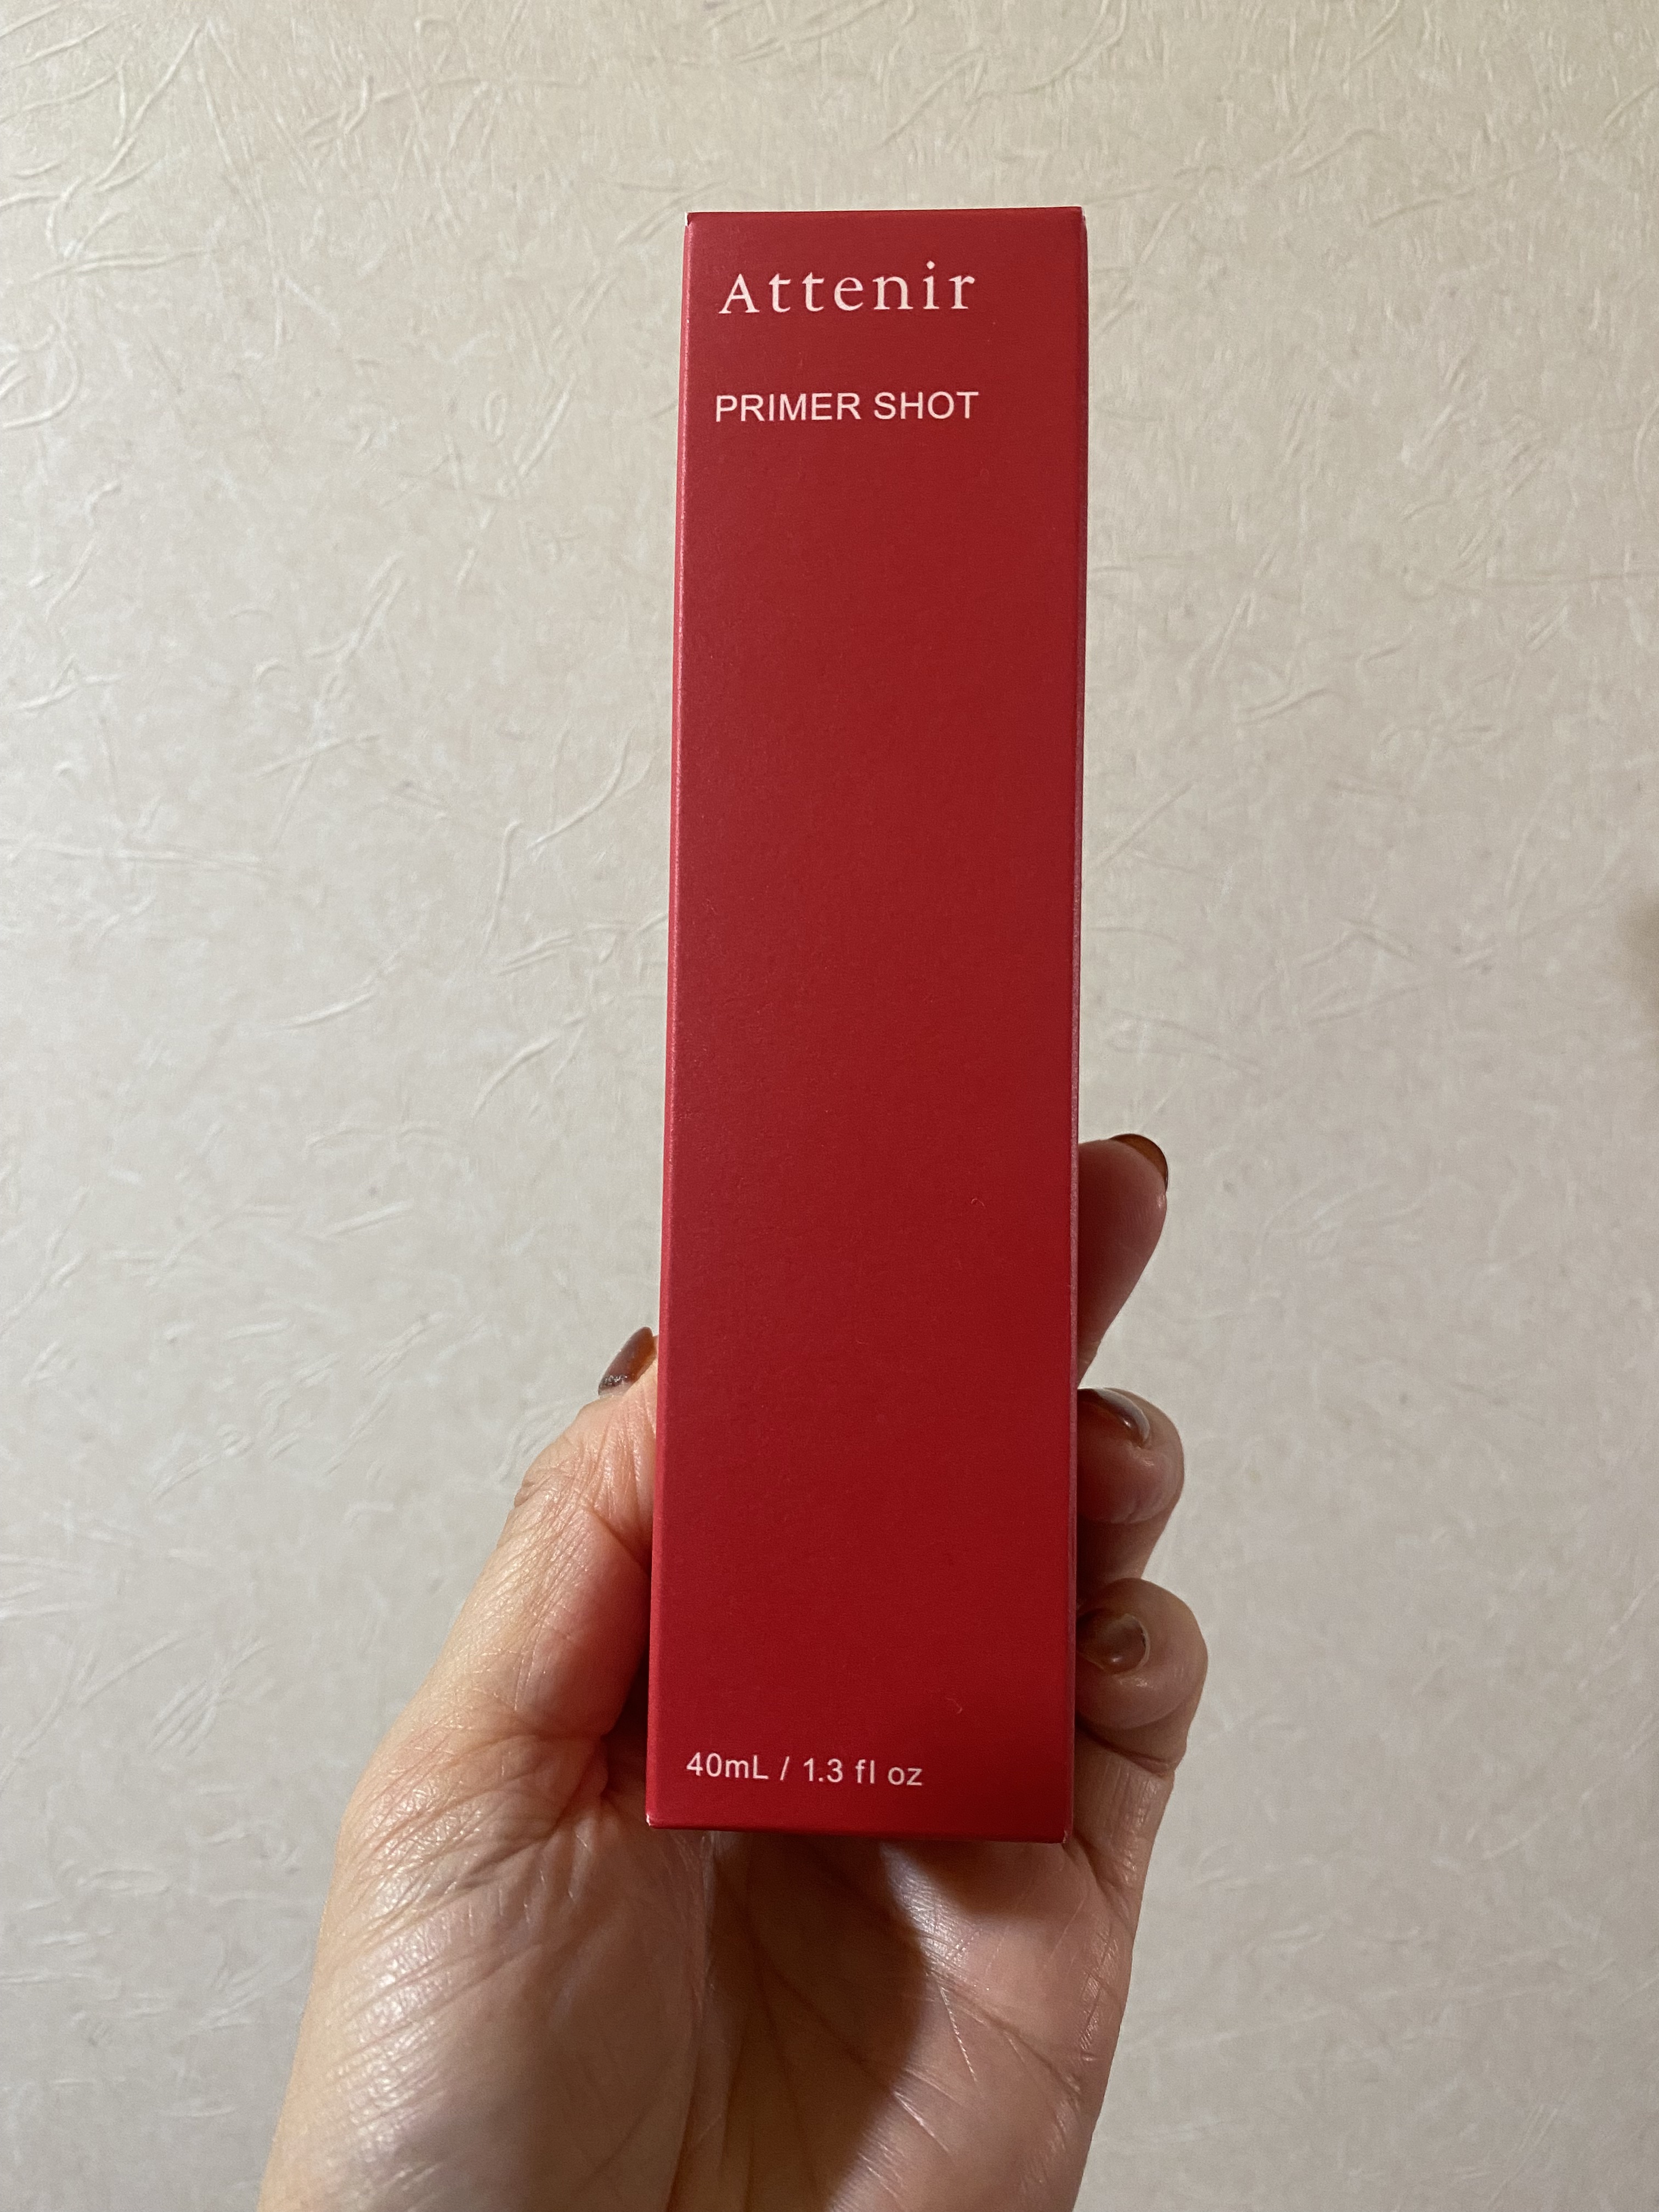 Attenir
PRIMER SHOT
40mL / 1.3 fl oz